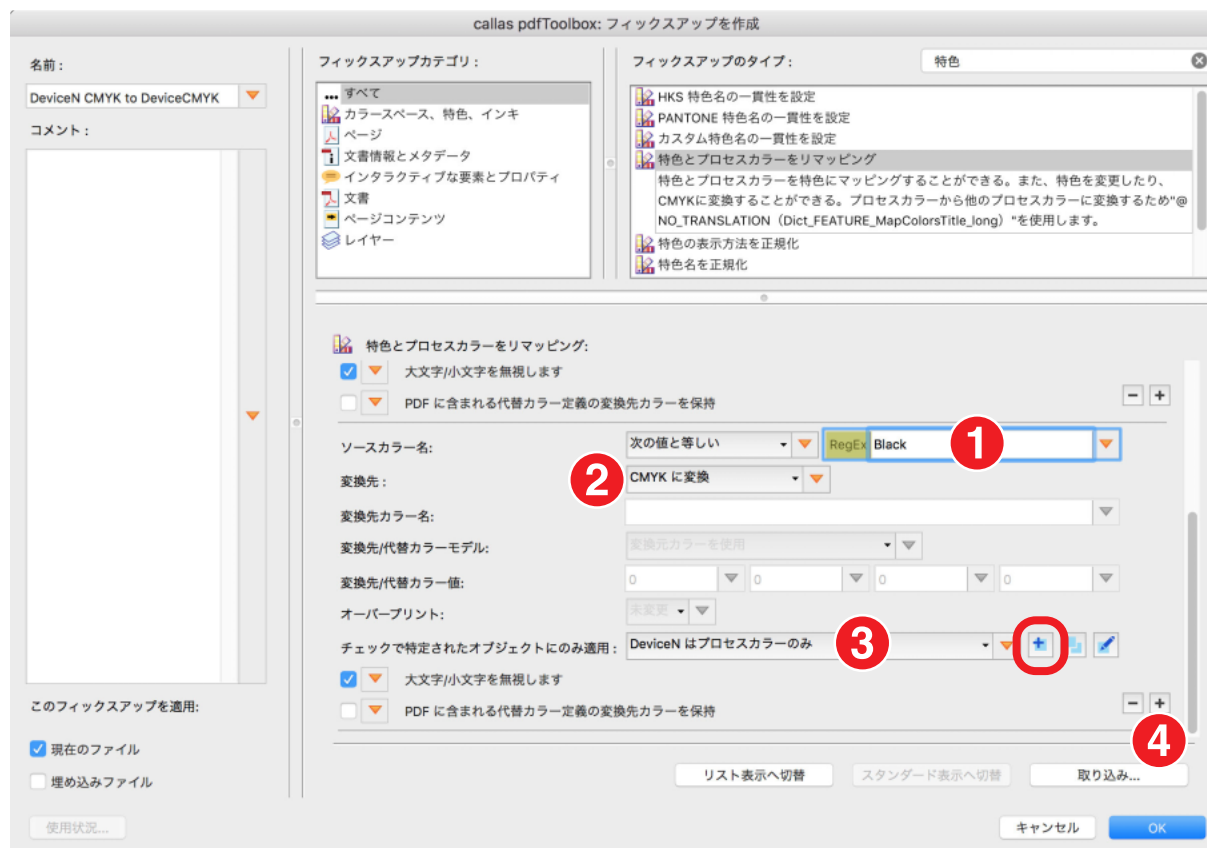 callas pdfToolbox: フィックスアップを作成
名前 :
DeviceN CMYK to DeviceCMYK
コメント :
このフィックスアップを適用:
現在のファイル
埋め込みファイル
使用状況...
フィックスアップカテゴリ :
すべて
カラースペース、特色、インキ
ページ
文書情報とメタデータ
インタラクティブな要素とプロパティ
文書
ページコンテンツ
レイヤー
フィックスアップのタイプ :
特色
HKS 特色名の一貫性を設定
PANTONE 特色名の一貫性を設定
カスタム特色名の一貫性を設定
特色とプロセスカラーをリマッピング
特色とプロセスカラーを特色にマッピングすることができる。また、特色を変更したり、
CMYKに変換することができる。プロセスカラーから他のプロセスカラーに変換するため"@
NO_TRANSLATION（Dict_FEATURE_MapColorsTitle_long）"を使用します。
特色の表示方法を正規化
特色名を正規化
特色とプロセスカラーをリマッピング:
大文字/小文字を無視します
PDF に含まれる代替カラー定義の変換先カラーを保持
ソースカラー名: 次の値と等しい RegEx Black 1
変換先 : 2 CMYK に変換
変換先カラー名:
変換先/代替カラーモデル: 変換元カラーを使用
変換先/代替カラー値: 0 0 0 0
オーバープリント: 未変更
チェックで特定されたオブジェクトにのみ適用 : DeviceN はプロセスカラーのみ 3
大文字/小文字を無視します
PDF に含まれる代替カラー定義の変換先カラーを保持
4
リスト表示へ切替 スタンダード表示へ切替 取り込み...
キャンセル OK